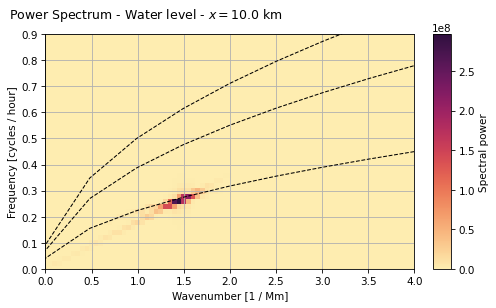 Power Spectrum - Water level - x = 10.0 km
1e8
0.9
0.8
0.7
0.6
0.5
0.4
0.3
0.2
0.1
0.0
Frequency [cycles / hour]
0.0 0.5 1.0 1.5 2.0 2.5 3.0 3.5 4.0
Wavenumber [1 / Mm]
2.5
2.0
1.5
1.0
0.5
0.0
Spectral power